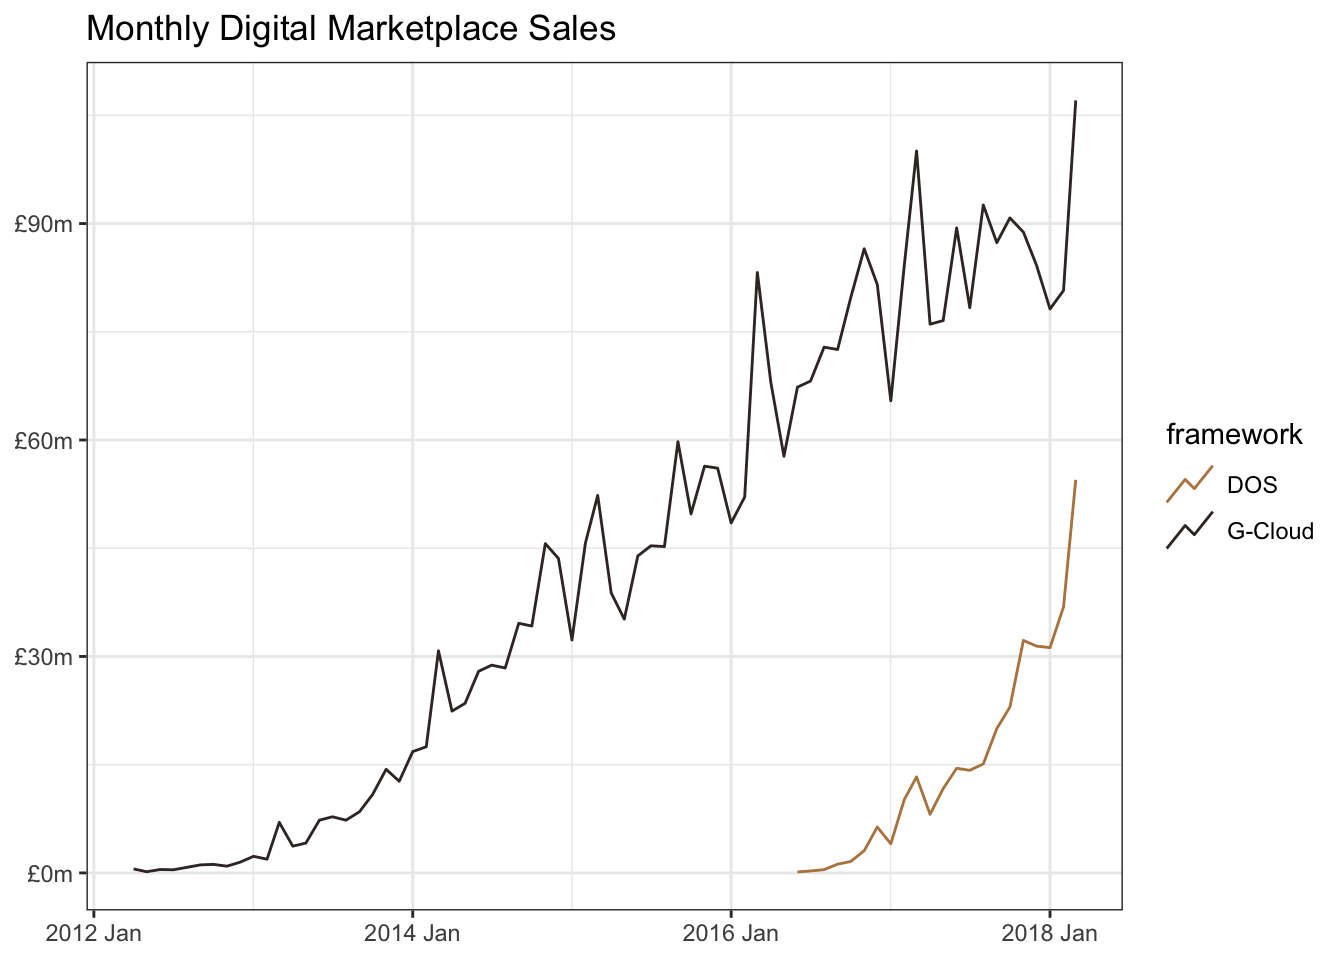 Monthly Digital Marketplace Sales
£90m
£60m
£30m
£0m
2012 Jan
2014 Jan
2016 Jan
2018 Jan
framework
DOS
G-Cloud